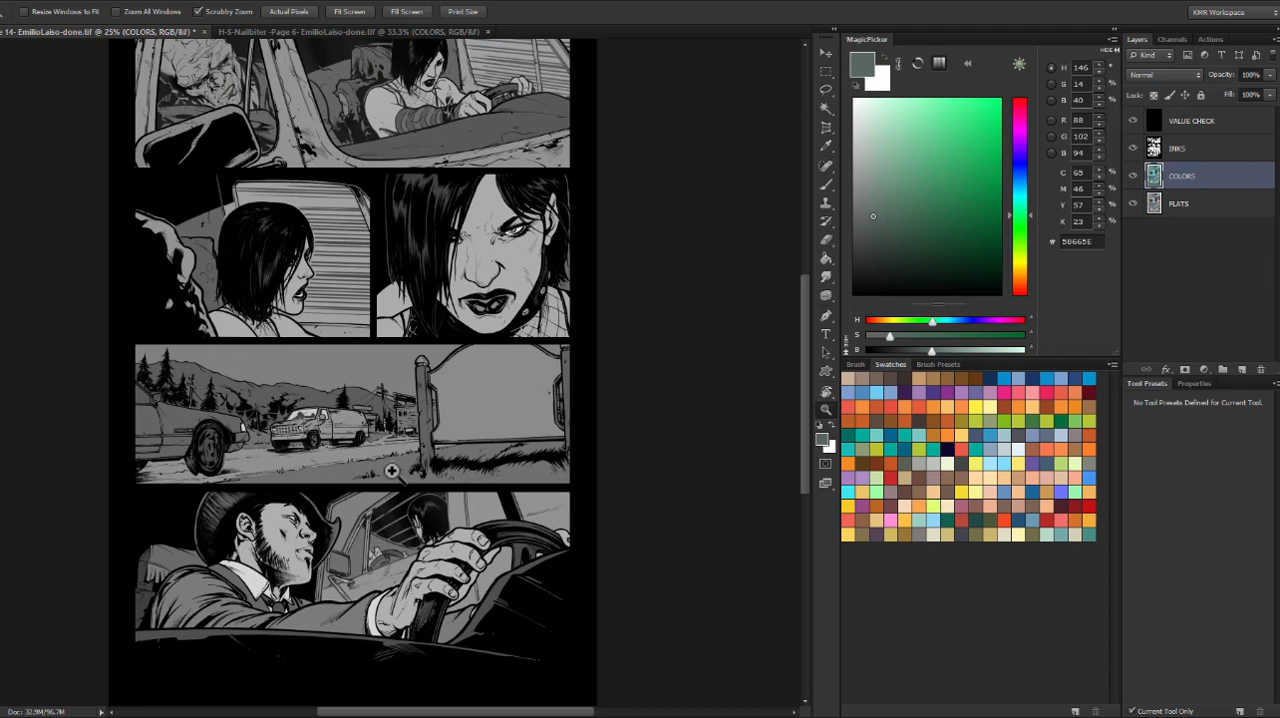 Resize Windows to Fit Zoom All Windows Scrubby Zoom Actual Pixels Fit Screen Fill Screen Print Size KMR Workspace
e 14- EmilioLaiso-done.tif @ 25% (COLORS, RGB/8#) * × H-S-Nailbiter -Page 6- EmilioLaiso-done.tif @ 33.3% (COLORS, RGB/8#) ×
MagicPicker
HDE
H 146 °
S 14 %
B 40 %
R 88
G 102
B 94
C 65 %
M 46 %
Y 57 %
K 23 %
# 58665E
H
S
B
Brush Swatches Brush Presets
Layers Channels Actions
Kind
Normal Opacity: 100%
Lock: Fill: 100%
VALUE CHECK
INKS
COLORS
FLATS
fx
Tool Presets Properties
No Tool Presets Defined for Current Tool.
Current Tool Only
Doc: 32.9M/96.7M